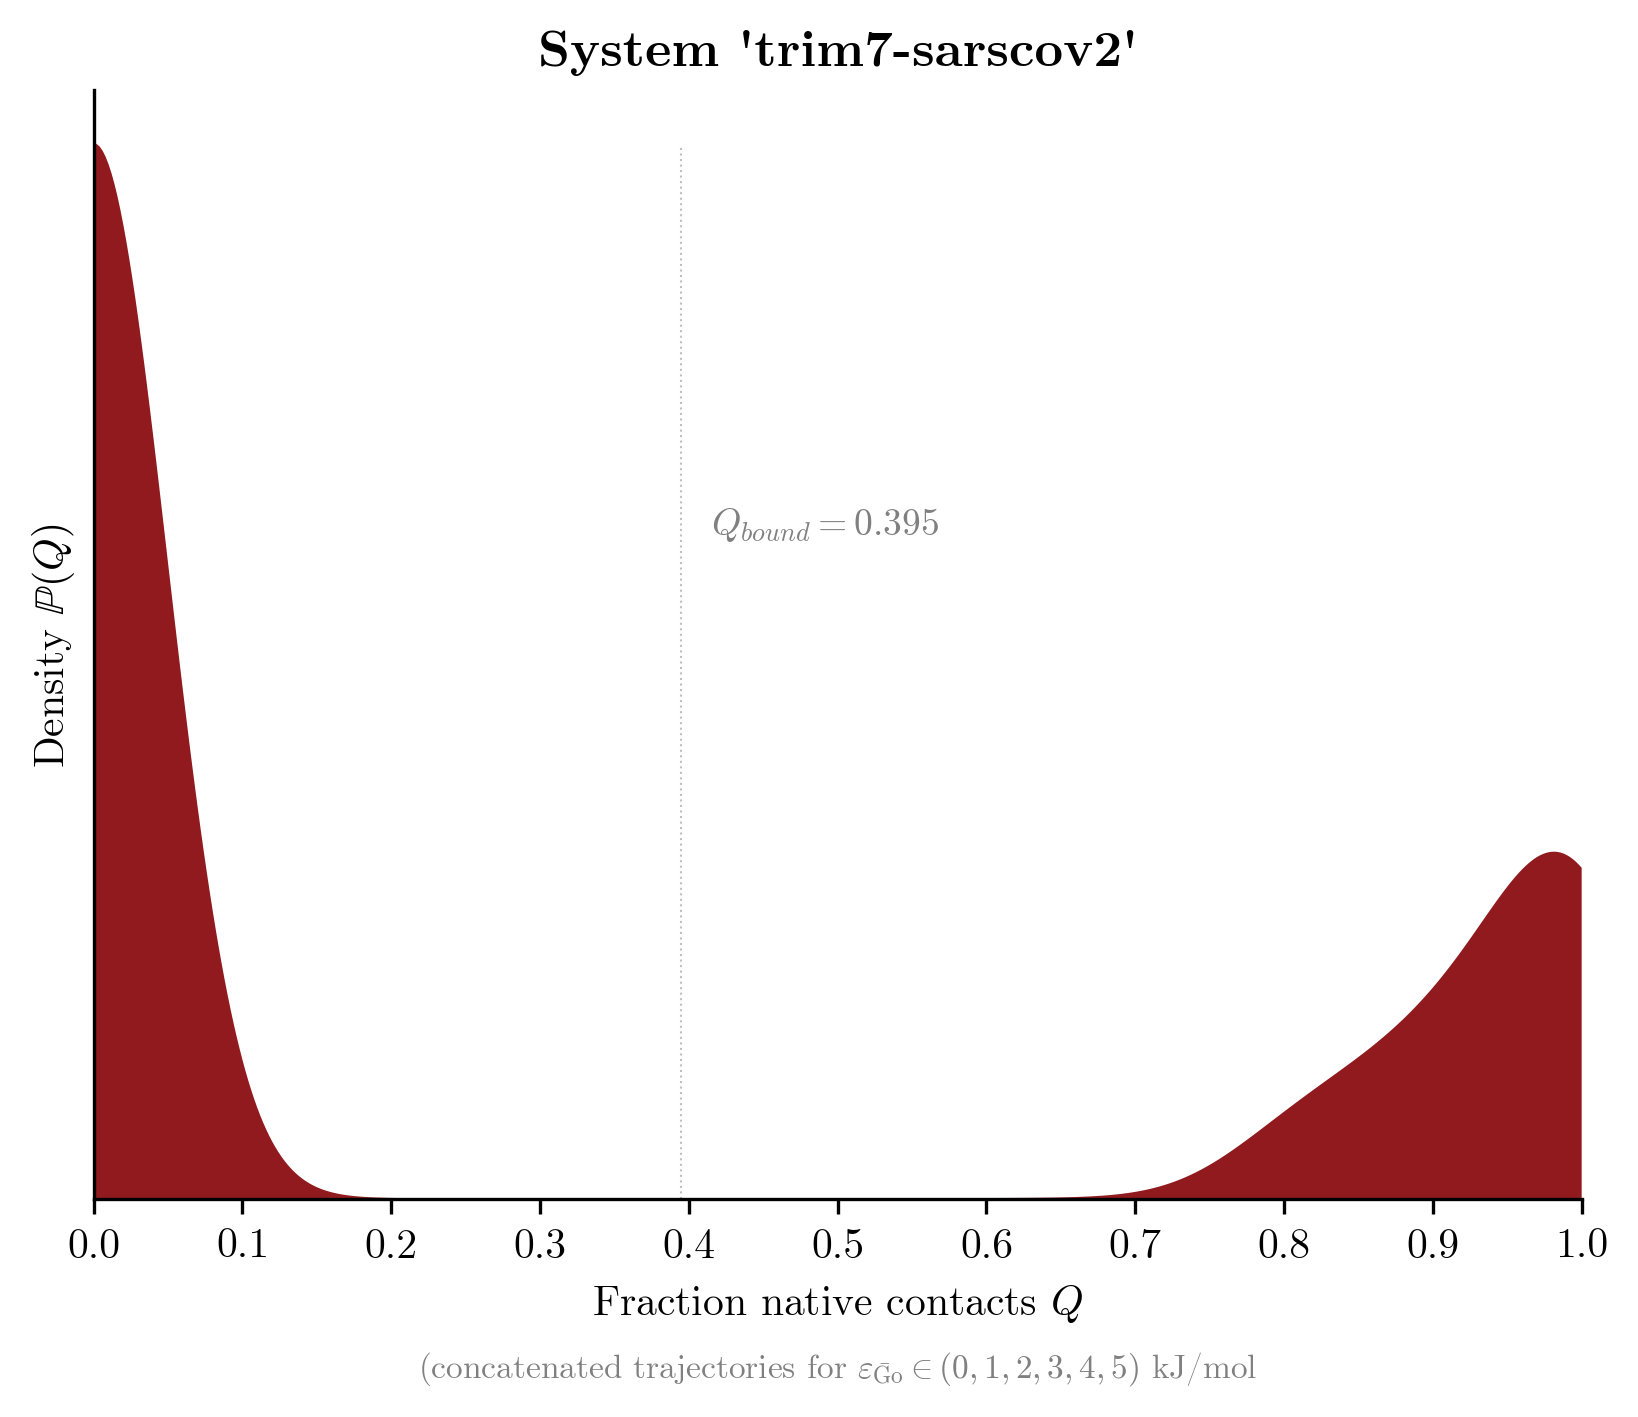 System 'trim7-sarscov2'
Density ℙ(Q)
Q_bound = 0.395
0.0 0.1 0.2 0.3 0.4 0.5 0.6 0.7 0.8 0.9 1.0
Fraction native contacts Q
(concatenated trajectories for ε_Ḡo ∈ (0, 1, 2, 3, 4, 5) kJ/mol